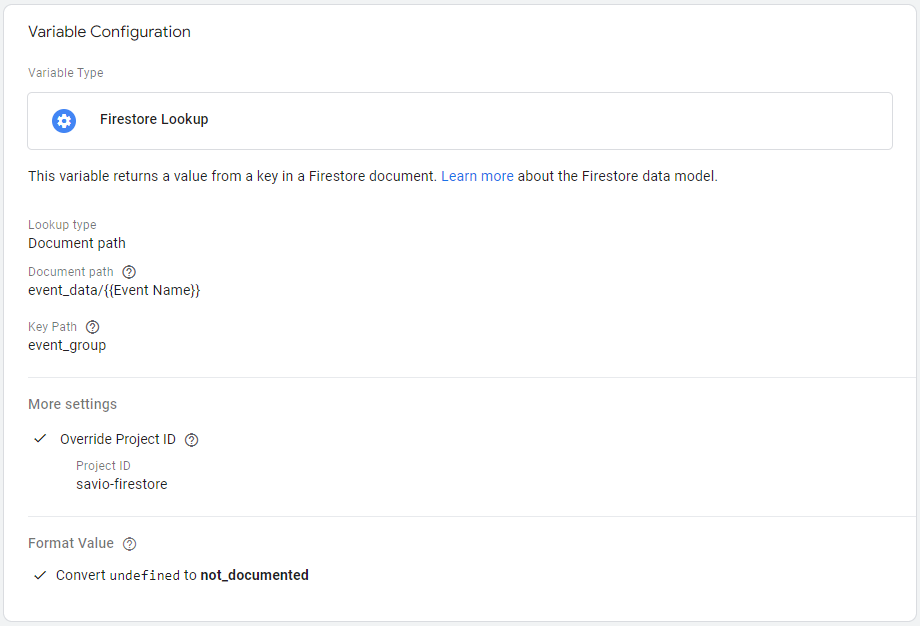 Variable Configuration
Variable Type
Firestore Lookup
This variable returns a value from a key in a Firestore document. Learn more about the Firestore data model.
Lookup type
Document path
Document path
event_data/{{Event Name}}
Key Path
event_group
More settings
Override Project ID
Project ID
savio-firestore
Format Value
Convert undefined to not_documented